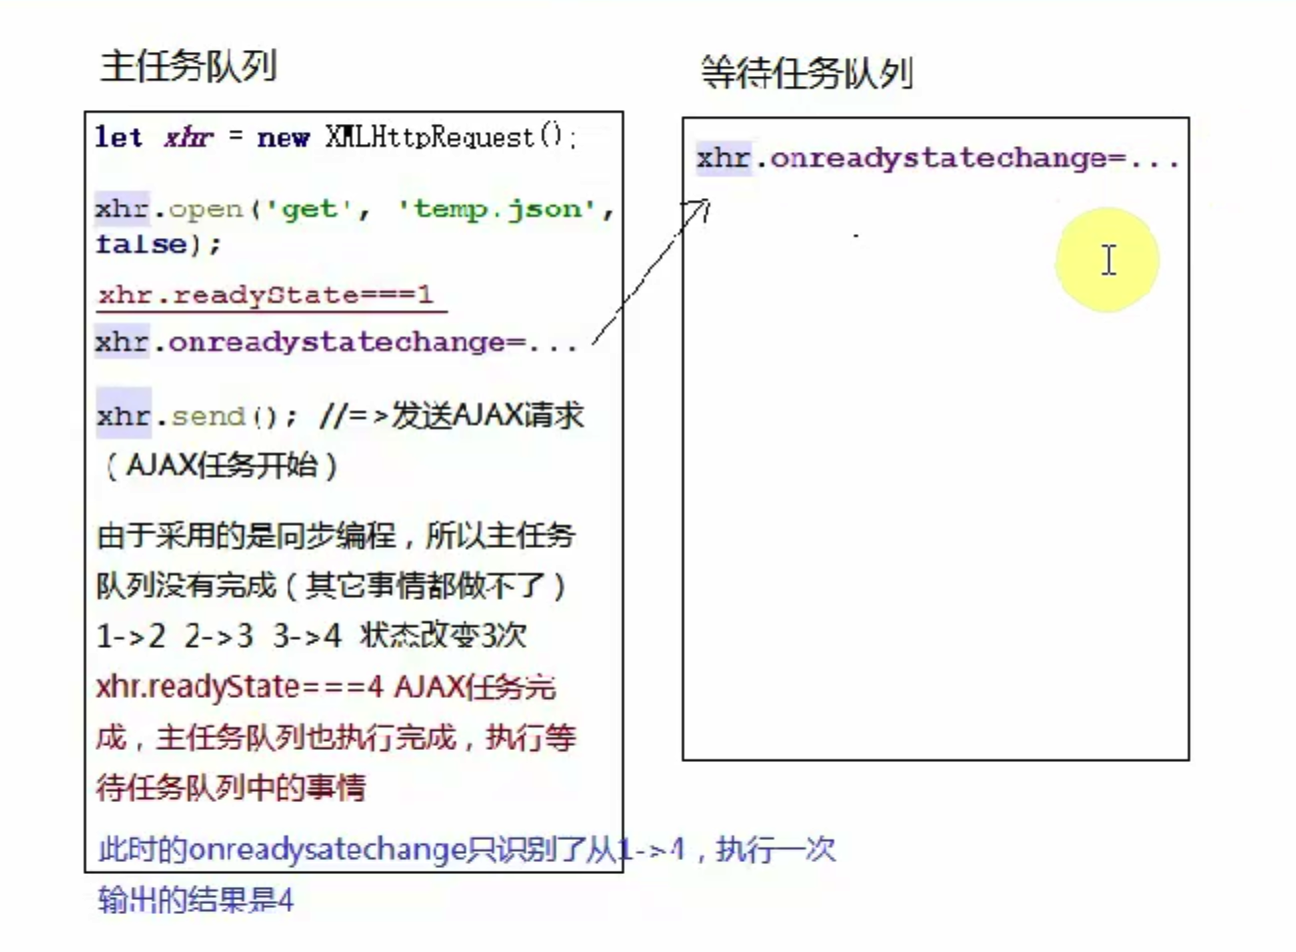 主任务队列
let xhr = new XMLHttpRequest();
xhr.open('get', 'temp.json',
false);
xhr.readyState===1
xhr.onreadystatechange=...
xhr.send(); //=>发送AJAX请求
（AJAX任务开始）
由于采用的是同步编程，所以主任务
队列没有完成（其它事情都做不了）
1->2 2->3 3->4 状态改变3次
xhr.readyState===4 AJAX任务完
成，主任务队列也执行完成，执行等
待任务队列中的事情
此时的onreadysatechange只识别了从1->4，执行一次
输出的结果是4
等待任务队列
xhr.onreadystatechange=...